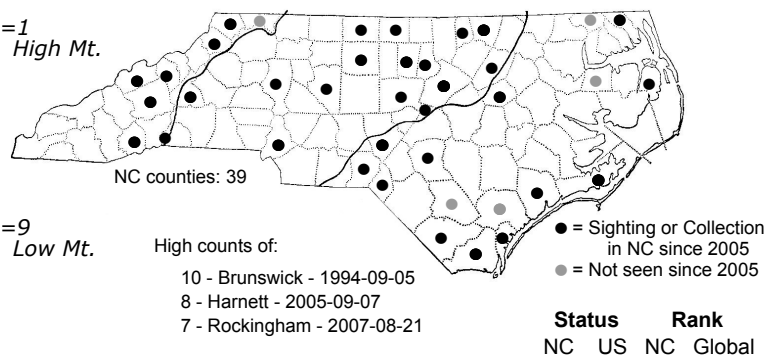 =1
High Mt.
NC counties: 39
=9
Low Mt.
High counts of:
10 - Brunswick - 1994-09-05
8 - Harnett - 2005-09-07
7 - Rockingham - 2007-08-21
● = Sighting or Collection
in NC since 2005
● = Not seen since 2005
Status Rank
NC US NC Global